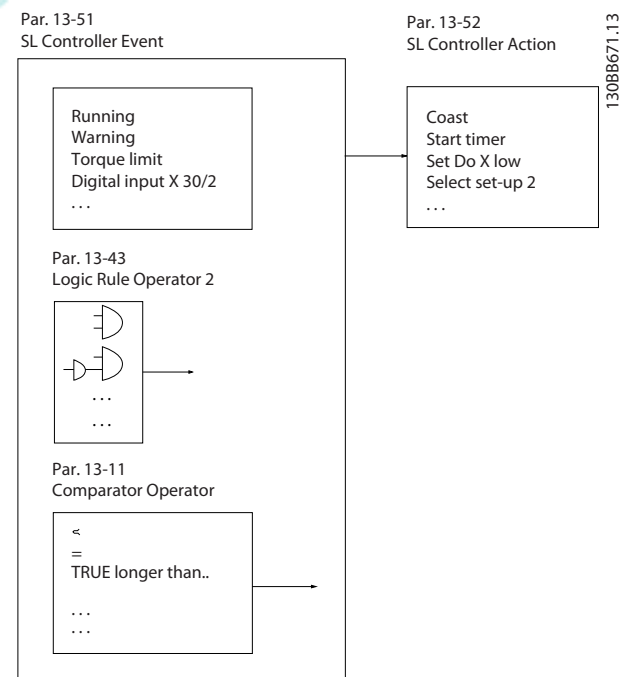 Par. 13-51
SL Controller Event
Running
Warning
Torque limit
Digital input X 30/2
. . .
Par. 13-43
Logic Rule Operator 2
. . .
. . .
Par. 13-11
Comparator Operator
<
=
TRUE longer than..
. . .
. . .
Par. 13-52
SL Controller Action
Coast
Start timer
Set Do X low
Select set-up 2
. . .
130BB671.13